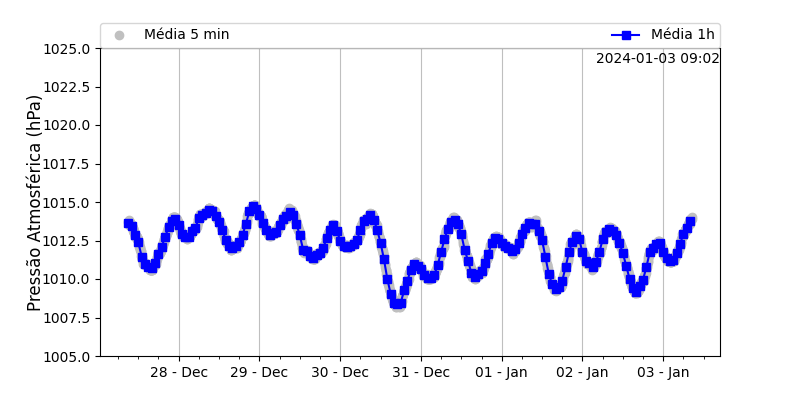 Média 5 min
Média 1h
2024-01-03 09:02
Pressão Atmosférica (hPa)
1025.0
1022.5
1020.0
1017.5
1015.0
1012.5
1010.0
1007.5
1005.0
28 - Dec
29 - Dec
30 - Dec
31 - Dec
01 - Jan
02 - Jan
03 - Jan